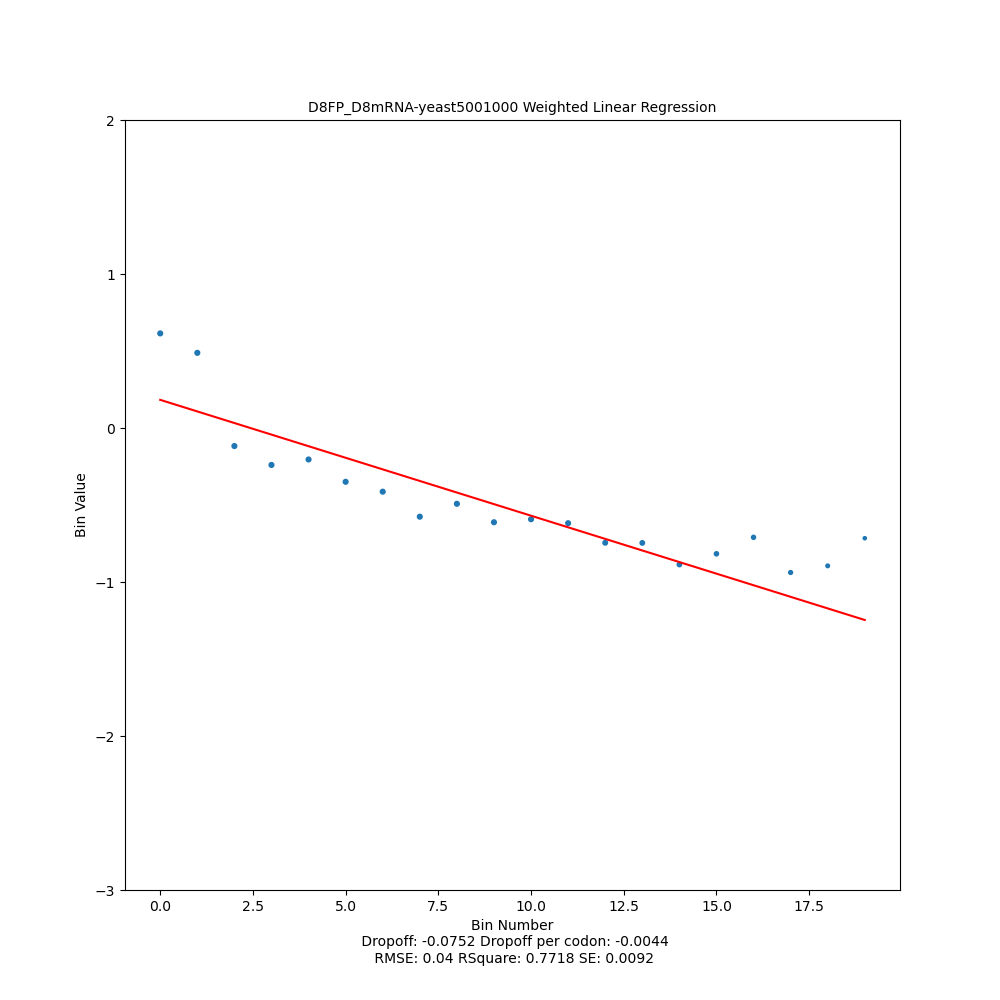 D8FP_D8mRNA-yeast5001000 Weighted Linear Regression
2
1
0
−1
−2
−3
Bin Value
0.0 2.5 5.0 7.5 10.0 12.5 15.0 17.5
Bin Number
Dropoff: -0.0752 Dropoff per codon: -0.0044
RMSE: 0.04 RSquare: 0.7718 SE: 0.0092